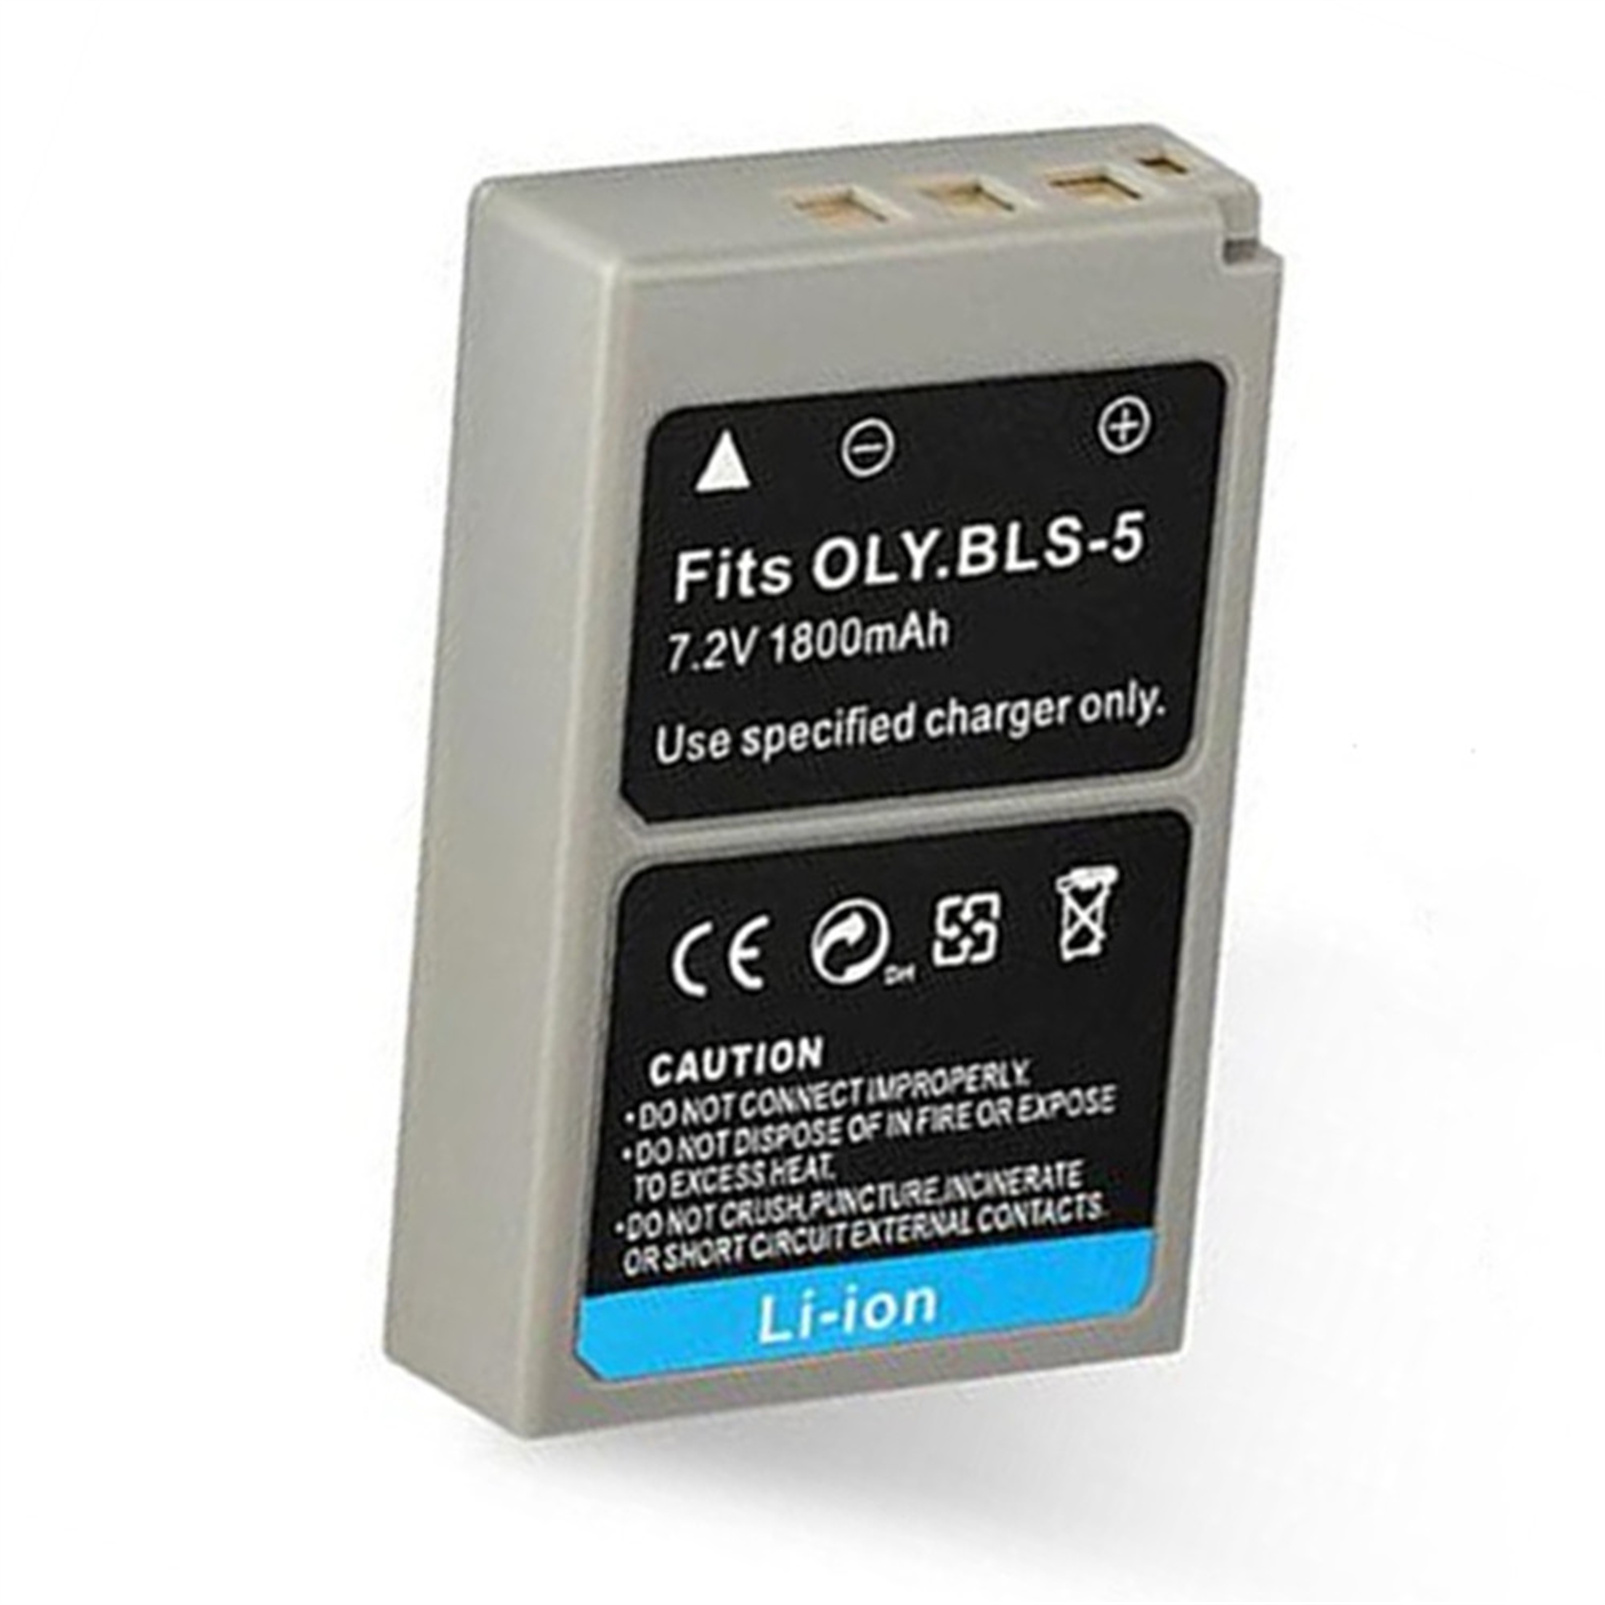 Fits OLY.BLS-5
7.2V 1800mAh
Use specified charger only.
CE
CAUTION
•DO NOT CONNECT IMPROPERLY.
•DO NOT DISPOSE OF IN FIRE OR EXPOSE
TO EXCESS HEAT.
•DO NOT CRUSH,PUNCTURE,INCINERATE
OR SHORT CIRCUIT EXTERNAL CONTACTS.
Li-ion